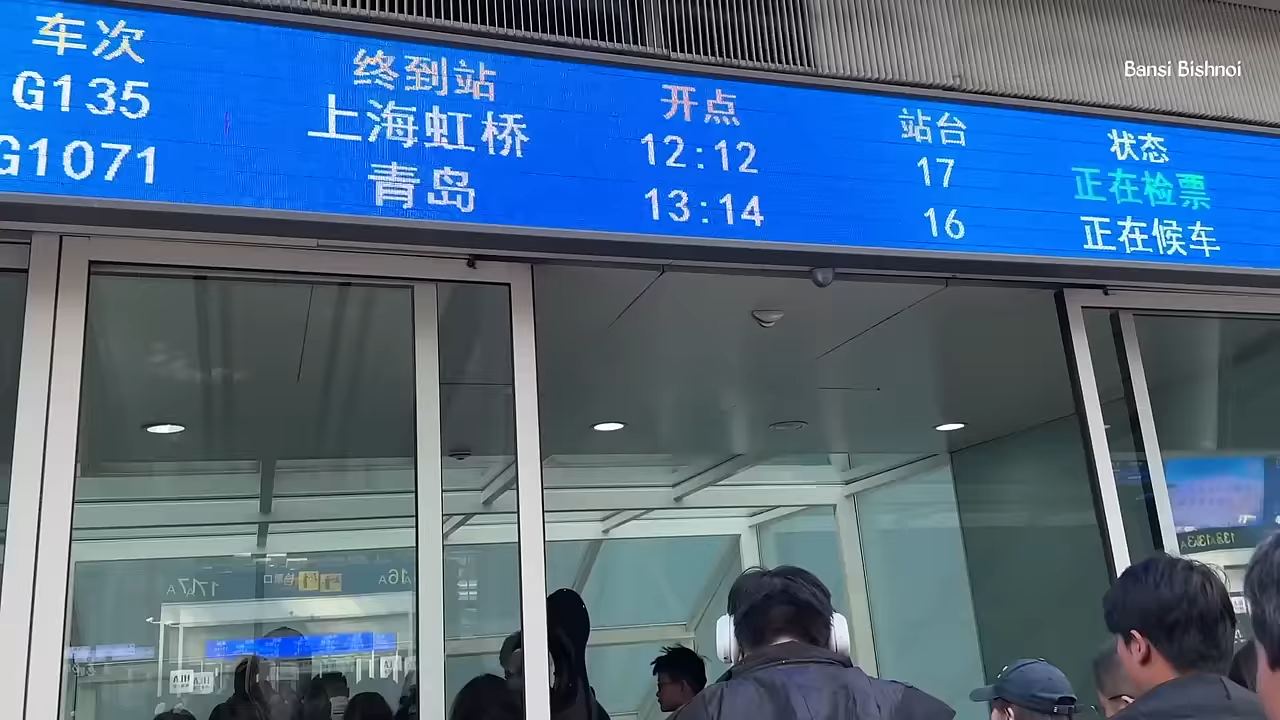 Bansi Bishnoi
车次 终到站 开点 站台 状态
G135 上海虹桥 12:12 17 正在检票
G1071 青岛 13:14 16 正在候车